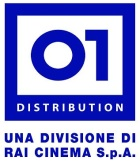 01
DISTRIBUTION
UNA DIVISIONE DI
RAI CINEMA S.p.A.